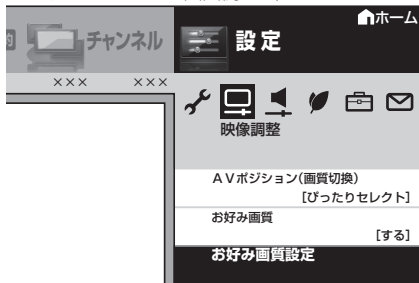 ホーム
チャンネル
設定
××× ×××
映像調整
AVポジション(画質切換)
[ぴったりセレクト]
お好み画質
[する]
お好み画質設定